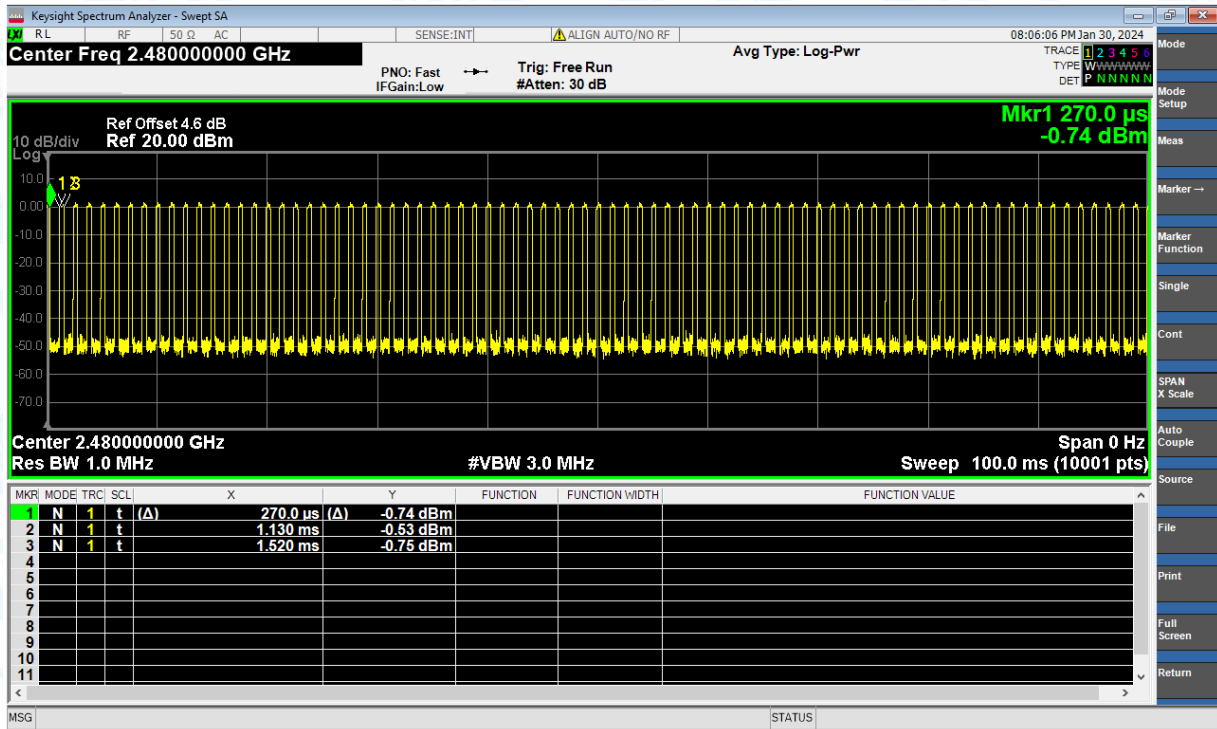 Keysight Spectrum Analyzer - Swept SA
LXI RL RF 50 Ω AC SENSE:INT ALIGN AUTO/NO RF 08:06:06 PM Jan 30, 2024
Center Freq 2.480000000 GHz
PNO: Fast
IFGain:Low
Trig: Free Run
#Atten: 30 dB
Avg Type: Log-Pwr
TRACE 1 2 3 4 5 6
TYPE WWWWWWW
DET P N N N N N
Mkr1 270.0 µs
-0.74 dBm
Ref Offset 4.6 dB
10 dB/div Ref 20.00 dBm
Log
10.0
0.00
-10.0
-20.0
-30.0
-40.0
-50.0
-60.0
-70.0
1 2 3
Center 2.480000000 GHz Span 0 Hz
Res BW 1.0 MHz #VBW 3.0 MHz Sweep 100.0 ms (10001 pts)
MKR MODE TRC SCL X Y FUNCTION FUNCTION WIDTH FUNCTION VALUE
1 N 1 t (Δ) 270.0 µs (Δ) -0.74 dBm
2 N 1 t 1.130 ms -0.53 dBm
3 N 1 t 1.520 ms -0.75 dBm
4
5
6
7
8
9
10
11
MSG STATUS
Mode
Mode
Setup
Meas
Marker →
Marker
Function
Single
Cont
SPAN
X Scale
Auto
Couple
Source
File
Print
Full
Screen
Return